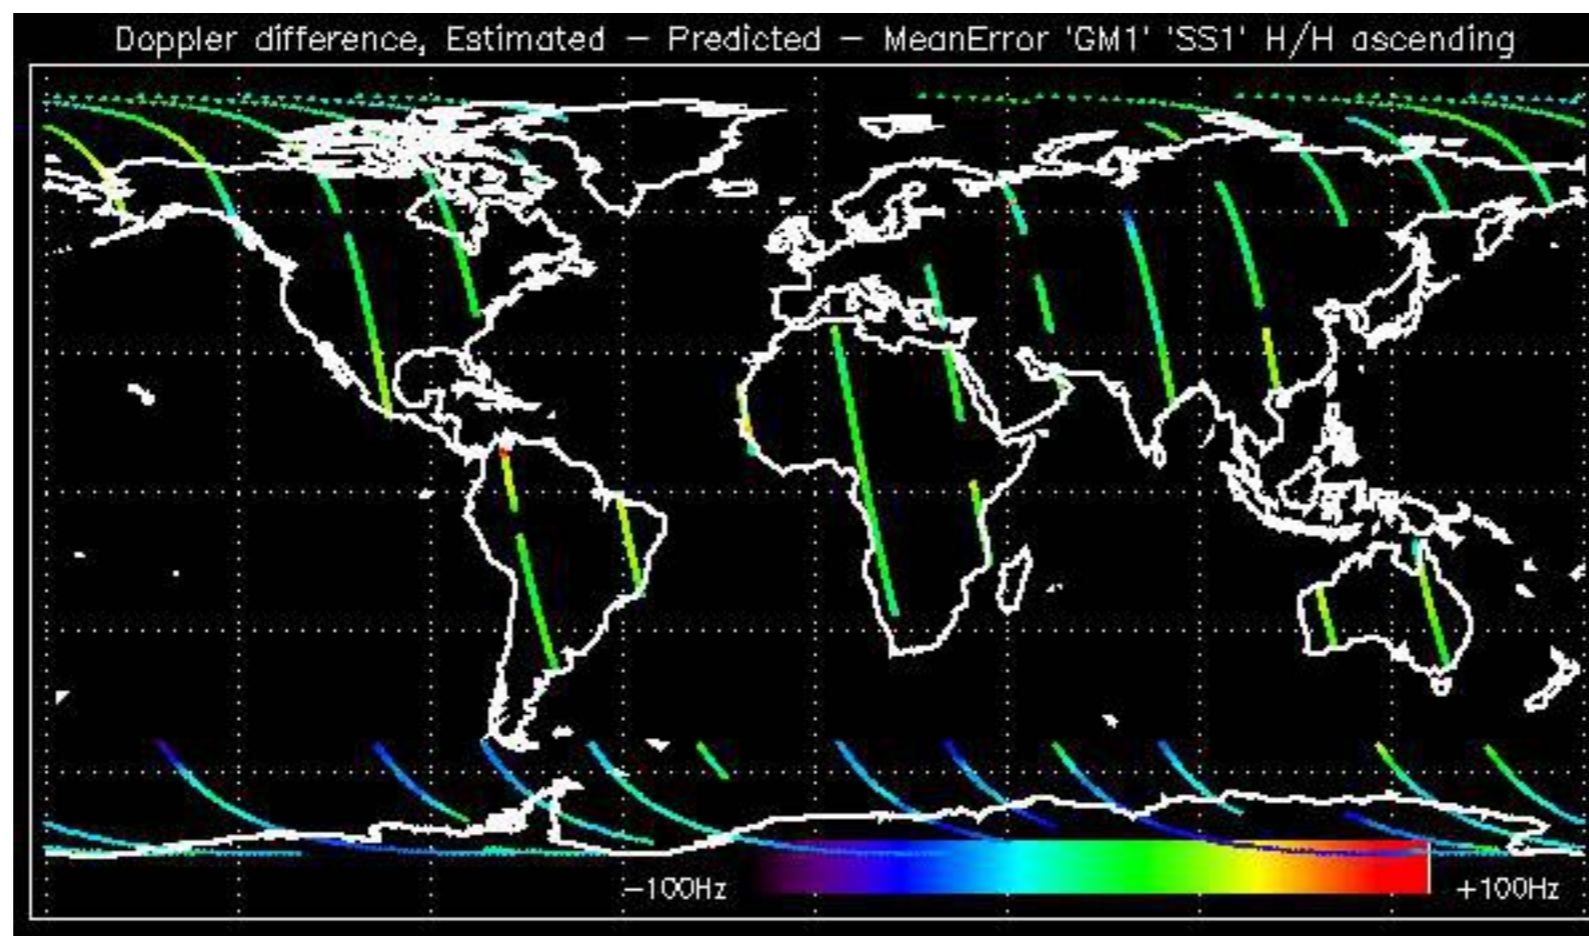 Doppler difference, Estimated – Predicted – MeanError 'GM1' 'SS1' H/H ascending
–100Hz
+100Hz